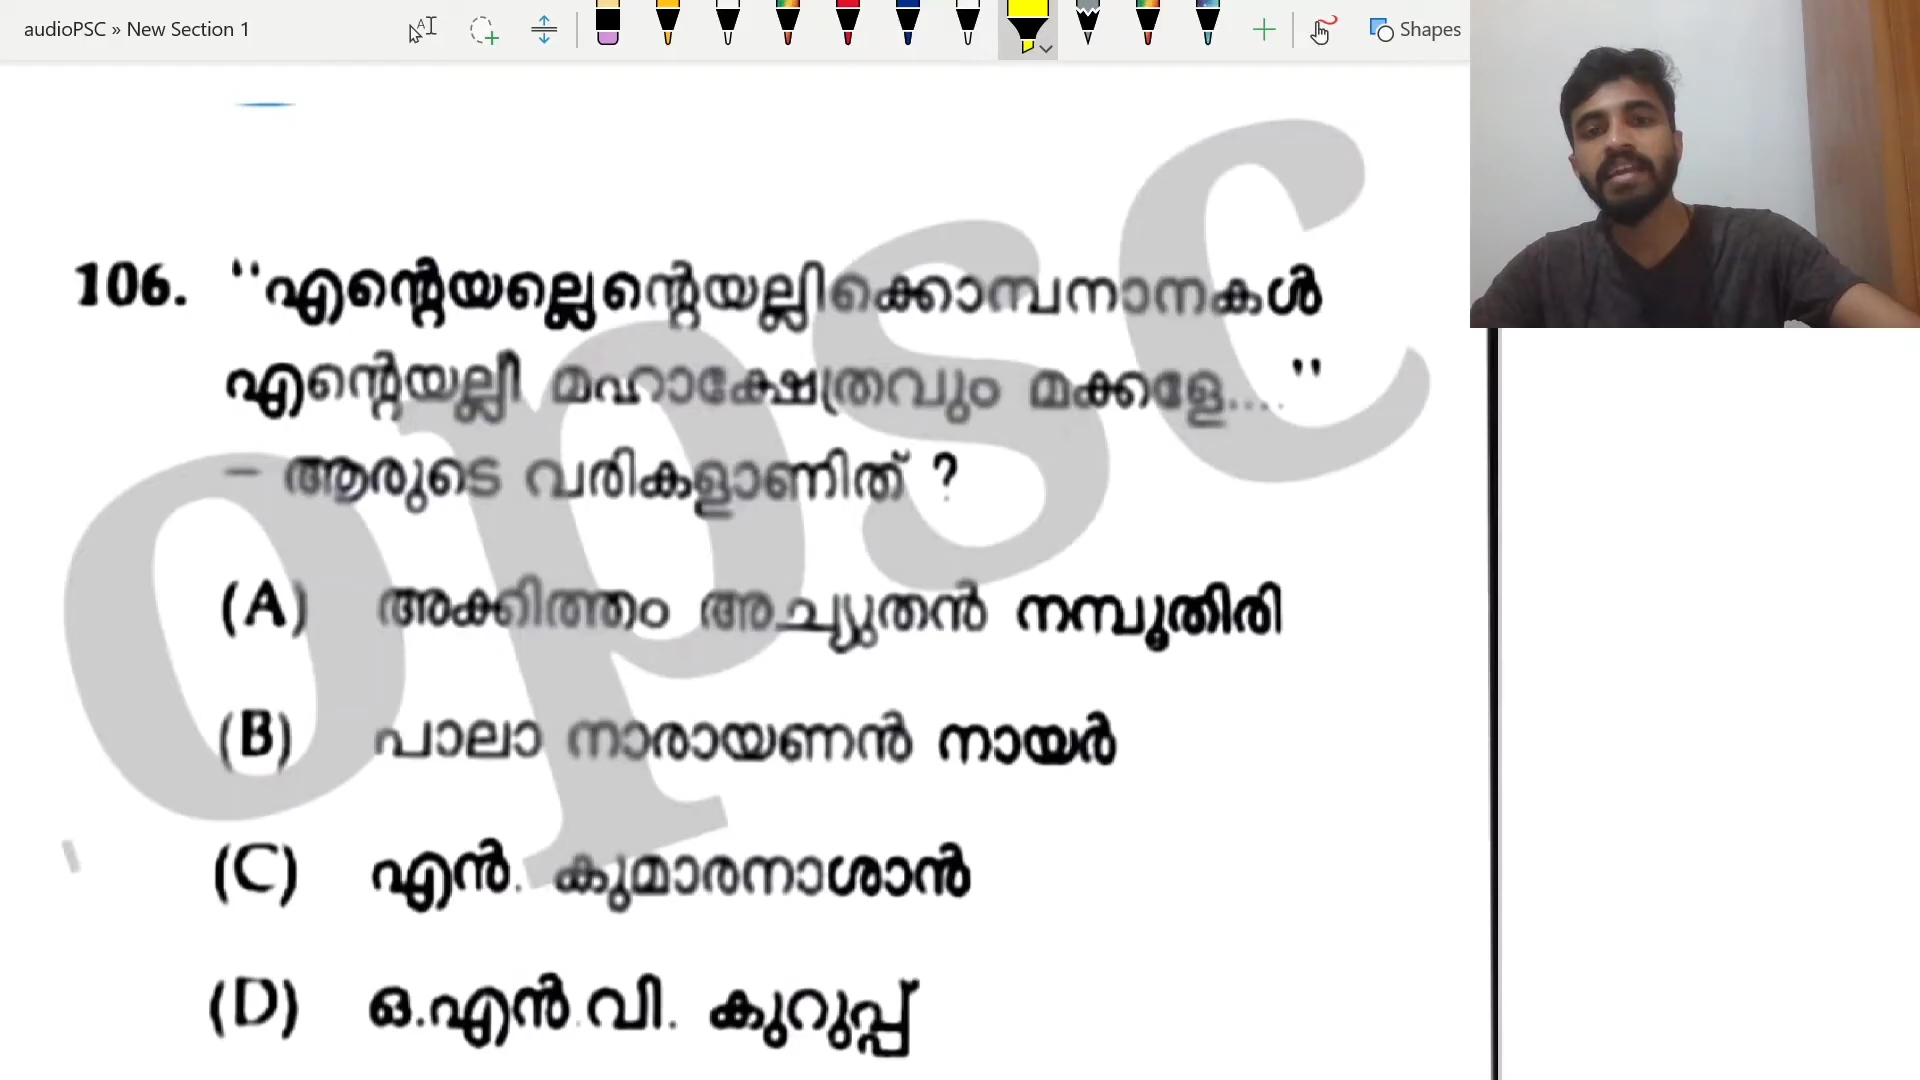 audioPSC » New Section 1
Shapes
106. "എന്റെയല്ലെന്റെയല്ലിക്കൊമ്പനാനകൾ
എന്റെയല്ലീ മഹാക്ഷേത്രവും മക്കളേ...."
– ആരുടെ വരികളാണിത് ?
(A) അക്കിത്തം അച്യുതൻ നമ്പൂതിരി
(B) പാലാ നാരായണൻ നായർ
(C) എൻ. കുമാരനാശാൻ
(D) ഒ.എൻ.വി. കുറുപ്പ്
opsc